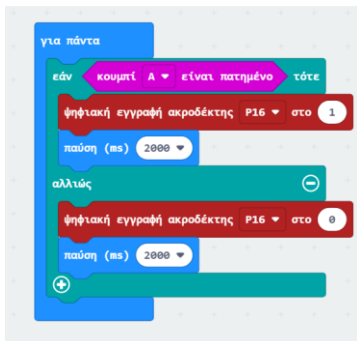 για πάντα
εάν κουμπί A είναι πατημένο τότε
ψηφιακή εγγραφή ακροδέκτης P16 στο 1
παύση (ms) 2000
αλλιώς
ψηφιακή εγγραφή ακροδέκτης P16 στο 0
παύση (ms) 2000